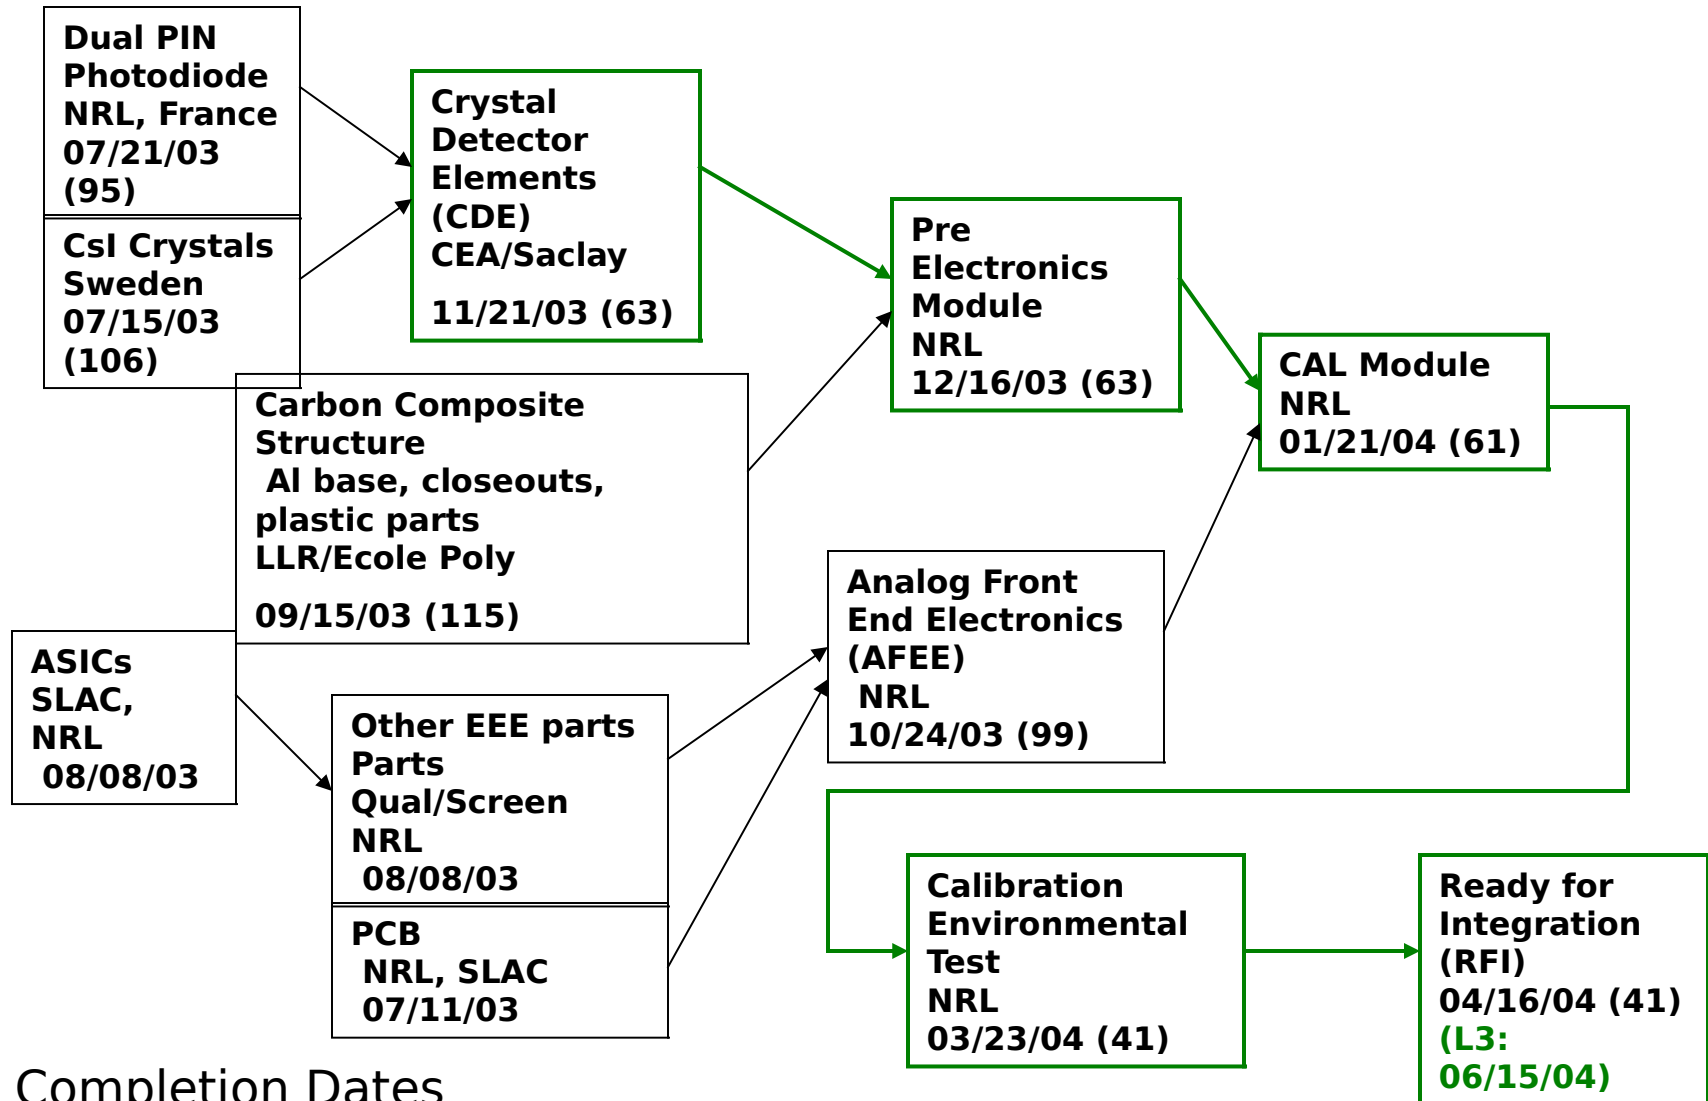 Dual PIN
Photodiode
NRL, France
07/21/03
(95)
CsI Crystals
Sweden
07/15/03
(106)
Crystal
Detector
Elements
(CDE)
CEA/Saclay
11/21/03 (63)
Carbon Composite
Structure
Al base, closeouts,
plastic parts
LLR/Ecole Poly
09/15/03 (115)
Pre
Electronics
Module
NRL
12/16/03 (63)
CAL Module
NRL
01/21/04 (61)
ASICs
SLAC,
NRL
08/08/03
Other EEE parts
Parts
Qual/Screen
NRL
08/08/03
PCB
NRL, SLAC
07/11/03
Analog Front
End Electronics
(AFEE)
NRL
10/24/03 (99)
Calibration
Environmental
Test
NRL
03/23/04 (41)
Ready for
Integration
(RFI)
04/16/04 (41)
(L3:
06/15/04)
Completion Dates